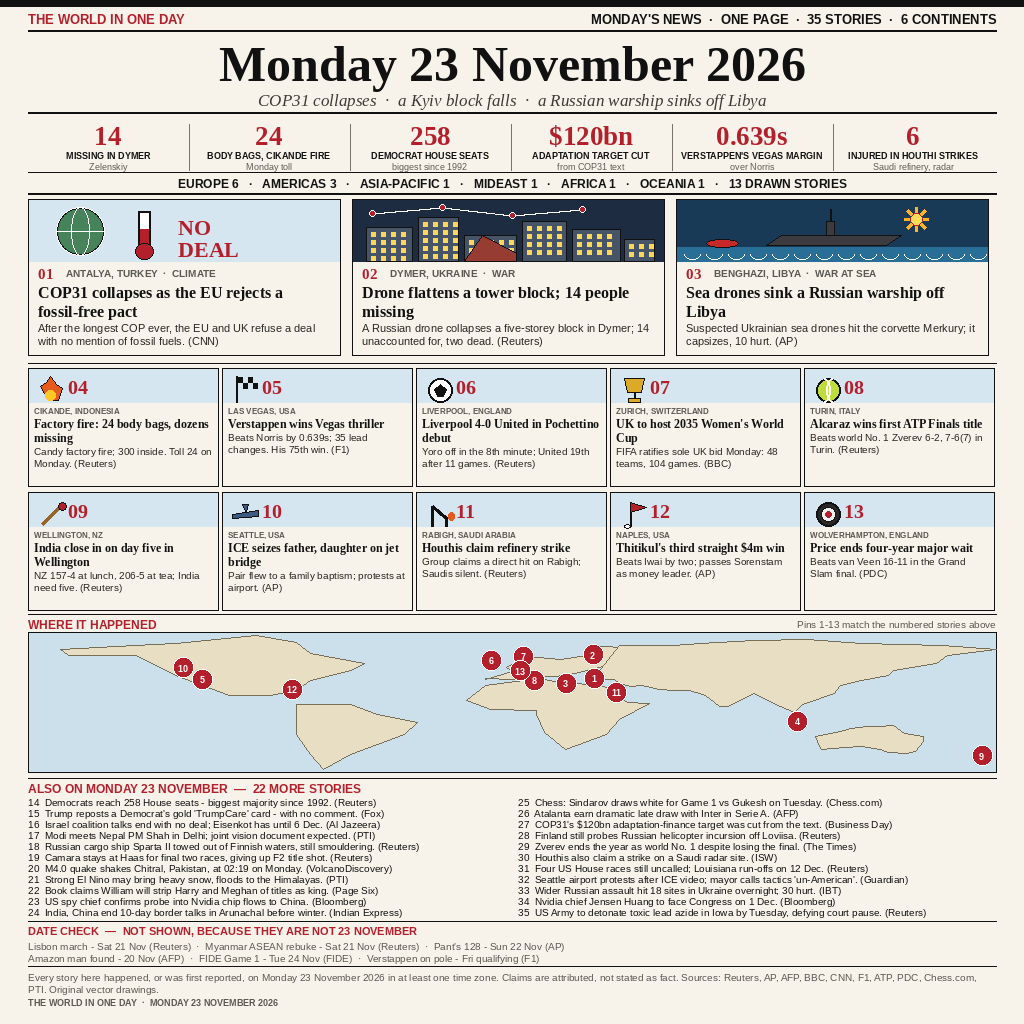 THE WORLD IN ONE DAY
MONDAY'S NEWS · ONE PAGE · 35 STORIES · 6 CONTINENTS
Monday 23 November 2026
COP31 collapses · a Kyiv block falls · a Russian warship sinks off Libya
14
MISSING IN DYMER
Zelenskiy
24
BODY BAGS, CIKANDE FIRE
Monday toll
258
DEMOCRAT HOUSE SEATS
biggest since 1992
$120bn
ADAPTATION TARGET CUT
from COP31 text
0.639s
VERSTAPPEN'S VEGAS MARGIN
over Norris
6
INJURED IN HOUTHI STRIKES
Saudi refinery, radar
EUROPE 6 · AMERICAS 3 · ASIA-PACIFIC 1 · MIDEAST 1 · AFRICA 1 · OCEANIA 1 · 13 DRAWN STORIES
NO
DEAL
01 ANTALYA, TURKEY · CLIMATE
COP31 collapses as the EU rejects a
fossil-free pact
After the longest COP ever, the EU and UK refuse a deal
with no mention of fossil fuels. (CNN)
02 DYMER, UKRAINE · WAR
Drone flattens a tower block; 14 people
missing
A Russian drone collapses a five-storey block in Dymer; 14
unaccounted for, two dead. (Reuters)
03 BENGHAZI, LIBYA · WAR AT SEA
Sea drones sink a Russian warship off
Libya
Suspected Ukrainian sea drones hit the corvette Merkury; it
capsizes, 10 hurt. (AP)
04
CIKANDE, INDONESIA
Factory fire: 24 body bags, dozens
missing
Candy factory fire; 300 inside. Toll 24 on
Monday. (Reuters)
05
LAS VEGAS, USA
Verstappen wins Vegas thriller
Beats Norris by 0.639s; 35 lead
changes. His 75th win. (F1)
06
LIVERPOOL, ENGLAND
Liverpool 4-0 United in Pochettino
debut
Yoro off in the 8th minute; United 19th
after 11 games. (Reuters)
07
ZURICH, SWITZERLAND
UK to host 2035 Women's World
Cup
FIFA ratifies sole UK bid Monday: 48
teams, 104 games. (BBC)
08
TURIN, ITALY
Alcaraz wins first ATP Finals title
Beats world No. 1 Zverev 6-2, 7-6(7) in
Turin. (Reuters)
09
WELLINGTON, NZ
India close in on day five in
Wellington
NZ 157-4 at lunch, 206-5 at tea; India
need five. (Reuters)
10
SEATTLE, USA
ICE seizes father, daughter on jet
bridge
Pair flew to a family baptism; protests at
airport. (AP)
11
RABIGH, SAUDI ARABIA
Houthis claim refinery strike
Group claims a direct hit on Rabigh;
Saudis silent. (Reuters)
12
NAPLES, USA
Thitikul's third straight $4m win
Beats Iwai by two; passes Sorenstam
as money leader. (AP)
13
WOLVERHAMPTON, ENGLAND
Price ends four-year major wait
Beats van Veen 16-11 in the Grand
Slam final. (PDC)
WHERE IT HAPPENED
Pins 1-13 match the numbered stories above
10
5
12
6
7
13
8
3
2
1
11
4
9
ALSO ON MONDAY 23 NOVEMBER — 22 MORE STORIES
14 Democrats reach 258 House seats - biggest majority since 1992. (Reuters)
15 Trump reposts a Democrat's gold 'TrumpCare' card - with no comment. (Fox)
16 Israel coalition talks end with no deal; Eisenkot has until 6 Dec. (Al Jazeera)
17 Modi meets Nepal PM Shah in Delhi; joint vision document expected. (PTI)
18 Russian cargo ship Sparta II towed out of Finnish waters, still smouldering. (Reuters)
19 Camara stays at Haas for final two races, giving up F2 title shot. (Reuters)
20 M4.0 quake shakes Chitral, Pakistan, at 02:19 on Monday. (VolcanoDiscovery)
21 Strong El Nino may bring heavy snow, floods to the Himalayas. (PTI)
22 Book claims William will strip Harry and Meghan of titles as king. (Page Six)
23 US spy chief confirms probe into Nvidia chip flows to China. (Bloomberg)
24 India, China end 10-day border talks in Arunachal before winter. (Indian Express)
25 Chess: Sindarov draws white for Game 1 vs Gukesh on Tuesday. (Chess.com)
26 Atalanta earn dramatic late draw with Inter in Serie A. (AFP)
27 COP31's $120bn adaptation-finance target was cut from the text. (Business Day)
28 Finland still probes Russian helicopter incursion off Loviisa. (Reuters)
29 Zverev ends the year as world No. 1 despite losing the final. (The Times)
30 Houthis also claim a strike on a Saudi radar site. (ISW)
31 Four US House races still uncalled; Louisiana run-offs on 12 Dec. (Reuters)
32 Seattle airport protests after ICE video; mayor calls tactics 'un-American'. (Guardian)
33 Wider Russian assault hit 18 sites in Ukraine overnight; 30 hurt. (IBT)
34 Nvidia chief Jensen Huang to face Congress on 1 Dec. (Bloomberg)
35 US Army to detonate toxic lead azide in Iowa by Tuesday, defying court pause. (Reuters)
DATE CHECK — NOT SHOWN, BECAUSE THEY ARE NOT 23 NOVEMBER
Lisbon march - Sat 21 Nov (Reuters) · Myanmar ASEAN rebuke - Sat 21 Nov (Reuters) · Pant's 128 - Sun 22 Nov (AP)
Amazon man found - 20 Nov (AFP) · FIDE Game 1 - Tue 24 Nov (FIDE) · Verstappen on pole - Fri qualifying (F1)
Every story here happened, or was first reported, on Monday 23 November 2026 in at least one time zone. Claims are attributed, not stated as fact. Sources: Reuters, AP, AFP, BBC, CNN, F1, ATP, PDC, Chess.com,
PTI. Original vector drawings.
THE WORLD IN ONE DAY · MONDAY 23 NOVEMBER 2026